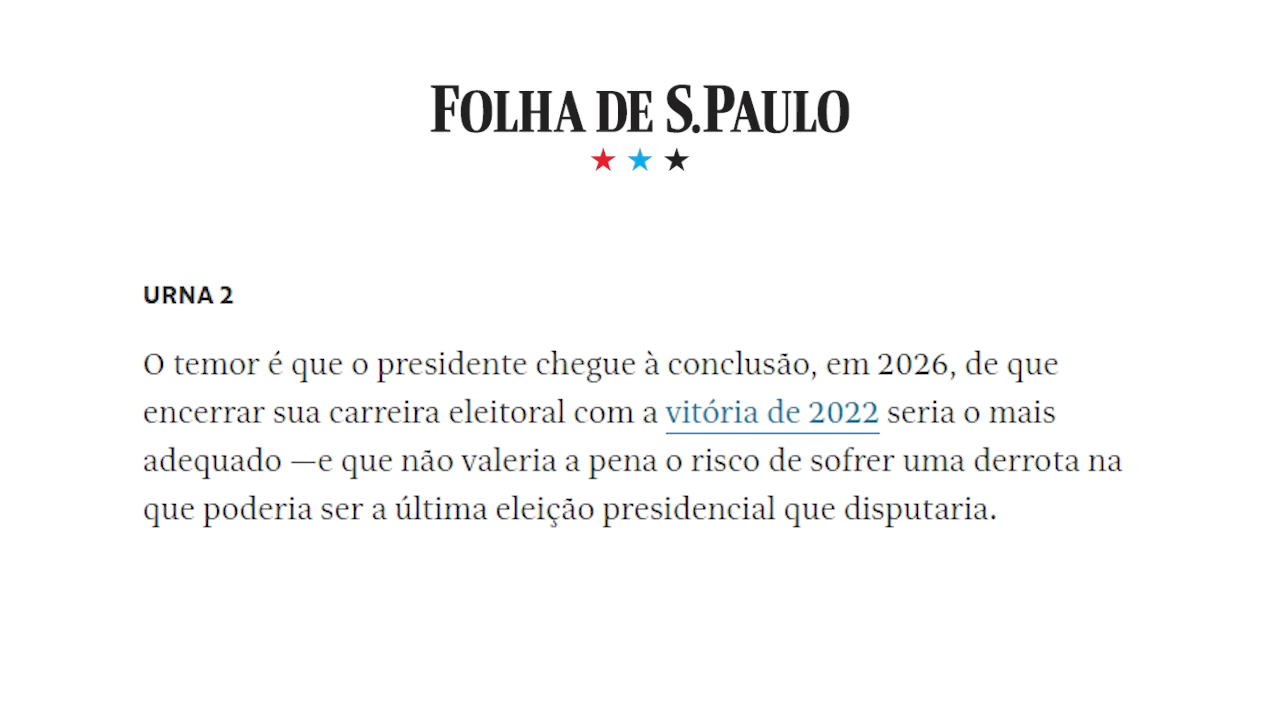 FOLHA DE S.PAULO
URNA 2
O temor é que o presidente chegue à conclusão, em 2026, de que
encerrar sua carreira eleitoral com a vitória de 2022 seria o mais
adequado —e que não valeria a pena o risco de sofrer uma derrota na
que poderia ser a última eleição presidencial que disputaria.